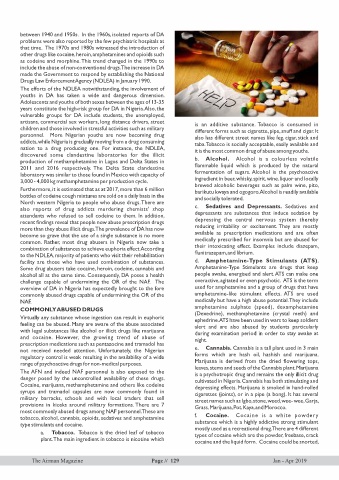 between 1940 and 1950s. In the 1960s, isolated reports of DA
problems were also reported by the few psychiatric hospitals at
that time. The 1970s and 1980s witnessed the introduction of
other drugs like cocaine, heroin, amphetamines and opioids such
as codeine and morphine. This trend changed in the 1990s to
include the abuse of non-conventional drugs. The increase in DA
made the Government to respond by establishing the National
Drugs Law Enforcement Agency (NDLEA) in January 1990.
The efforts of the NDLEA notwithstanding, the involvement of
youths in DA has taken a wide and dangerous dimension.
Adolescents and youths of both sexes between the ages of 13-35
years constitute the high-risk group for DA in Nigeria. Also, the
vulnerable groups for DA include students, the unemployed,
artisans, commercial sex workers, long distance drivers, street
children and those involved in stressful activities such as military
personnel. More Nigerian youths are now becoming drug
addicts, while Nigeria is gradually moving from a drug consuming
nation to a drug producing one. For instance, the NDLEA,
discovered some clandestine laboratories for the illicit
production of methamphetamine in Lagos and Delta States in
2011 and 2016 respectively. The Delta State clandestine
laboratory was similar to those found in Mexico with capacity of
3,000 - 4,000kg methamphetamine per production cycle.
Furthermore, it is estimated that as at 2017, more than 6 million
bottles of codeine cough mixtures are sold on a daily basis in the
North western Nigeria to people who abuse drugs. There are
also reports of drug addicts murdering chemists' shop
attendants who refused to sell codeine to them. In addition,
recent findings reveal that people now abuse prescription drugs
more than they abuse illicit drugs. The prevalence of DA has now
become so grave that the use of a single substance is no more
common. Rather, most drug abusers in Nigeria now take a
combination of substances to achieve euphoria effect. According
to the NDLEA, majority of patients who visit their rehabilitation
facility are those who have used combination of substances.
Some drug abusers take cocaine, heroin, codeine, cannabis and
alcohol all at the same time. Consequently, DA poses a health
challenge capable of undermining the OR of the NAF. The
overview of DA in Nigeria has expectedly brought to the fore
commonly abused drugs capable of undermining the OR of the
NAF.
COMMONLY ABUSED DRUGS
Virtually any substance whose ingestion can result in euphoric
feeling can be abused. Many are aware of the abuse associated
with legal substances like alcohol or illicit drugs like marijuana
and cocaine. However, the growing trend of abuse of
prescription medications such as pentazocine and tramadol has
not received needed attention. Unfortunately, the Nigerian
regulatory control is weak resulting in the availability of a wide
range of psychoactive drugs for non-medical purposes.
The AFN and indeed NAF personnel is also exposed to the
danger posed by the uncontrolled availability of these drugs.
Cocaine, marijuana, methamphetamine and others like codeine
syrups and tramadol capsules are now commonly found in
military barracks, schools and with local traders that sell
provisions in kiosks around military formations. There are 7
most commonly abused drugs among NAF personnel. These are
tobacco, alcohol, cannabis, opioids, sedatives and amphetamine
type stimulants and cocaine.
a. Tobacco. Tobacco is the dried leaf of tobacco
plant. The main ingredient in tobacco is nicotine which
is an additive substance. Tobacco is consumed in
different forms such as cigarette, pipe, snuff and cigar. It
also has different street names like fag, cigar, stick and
taba. Tobacco is socially acceptable, easily available and
it is the most common drug of abuse among youths.
b. Alcohol. Alcohol is a colourless volatile
flammable liquid which is produced by the natural
fermentation of sugars. Alcohol is the psychoactive
ingredient in beer, whisky, spirit, wine, liquor and locally
brewed alcoholic beverages such as palm wine, pito,
burikutu kweya and ogogoro. Alcohol is readily available
and socially tolerated.
c. Sedatives and Depressants. Sedatives and
depressants are substances that induce sedation by
depressing the central nervous system thereby
reducing irritability or excitement. They are mostly
available as prescription medications and are often
medically prescribed for insomnia but are abused for
their intoxicating effect. Examples include diazepam,
flunitrazepam, and librium.
d. Amphetamine-Type Stimulants (ATS).
Amphetamine-Type Stimulants are drugs that keep
people awake, energised and alert. ATS can make one
overactive, agitated or even psychotic. ATS is the term
used for amphetamine and a group of drugs that have
amphetamine-like stimulant effects. ATS are used
medically but have a high abuse potential. They include
amphetamine sulphate (speed), dexamphetamine
(Dexedrine), methamphetamine (crystal meth) and
ephedrine. ATS have been used in wars to keep soldiers
alert and are also abused by students particularly
during examination period in order to stay awake at
night.
e. Cannabis. Cannabis is a tall plant used in 3 main
forms which are hash oil, hashish and marijuana.
Marijuana is derived from the dried flowering tops,
leaves, stems and seeds of the Cannabis plant. Marijuana
is a psychotropic drug and remains the only illicit drug
cultivated in Nigeria. Cannabis has both stimulating and
depressing effects. Marijuana is smoked in hand-rolled
cigarettes (joints), or in a pipe (a bong). It has several
street names such as Igbo, stone, weed, wee-wee, Ganja,
Grass, Marijuana, Pot, Kaya, and Morocco.
f. Cocaine. Cocaine is a white powdery
substance which is a highly addictive strong stimulant
mostly used as a recreational drug. There are 4 different
types of cocaine which are the powder, freebase, crack
cocaine and the liquid form. Cocaine could be snorted,
The Airman Magazine
Page // 129
Jan - Apr 2019